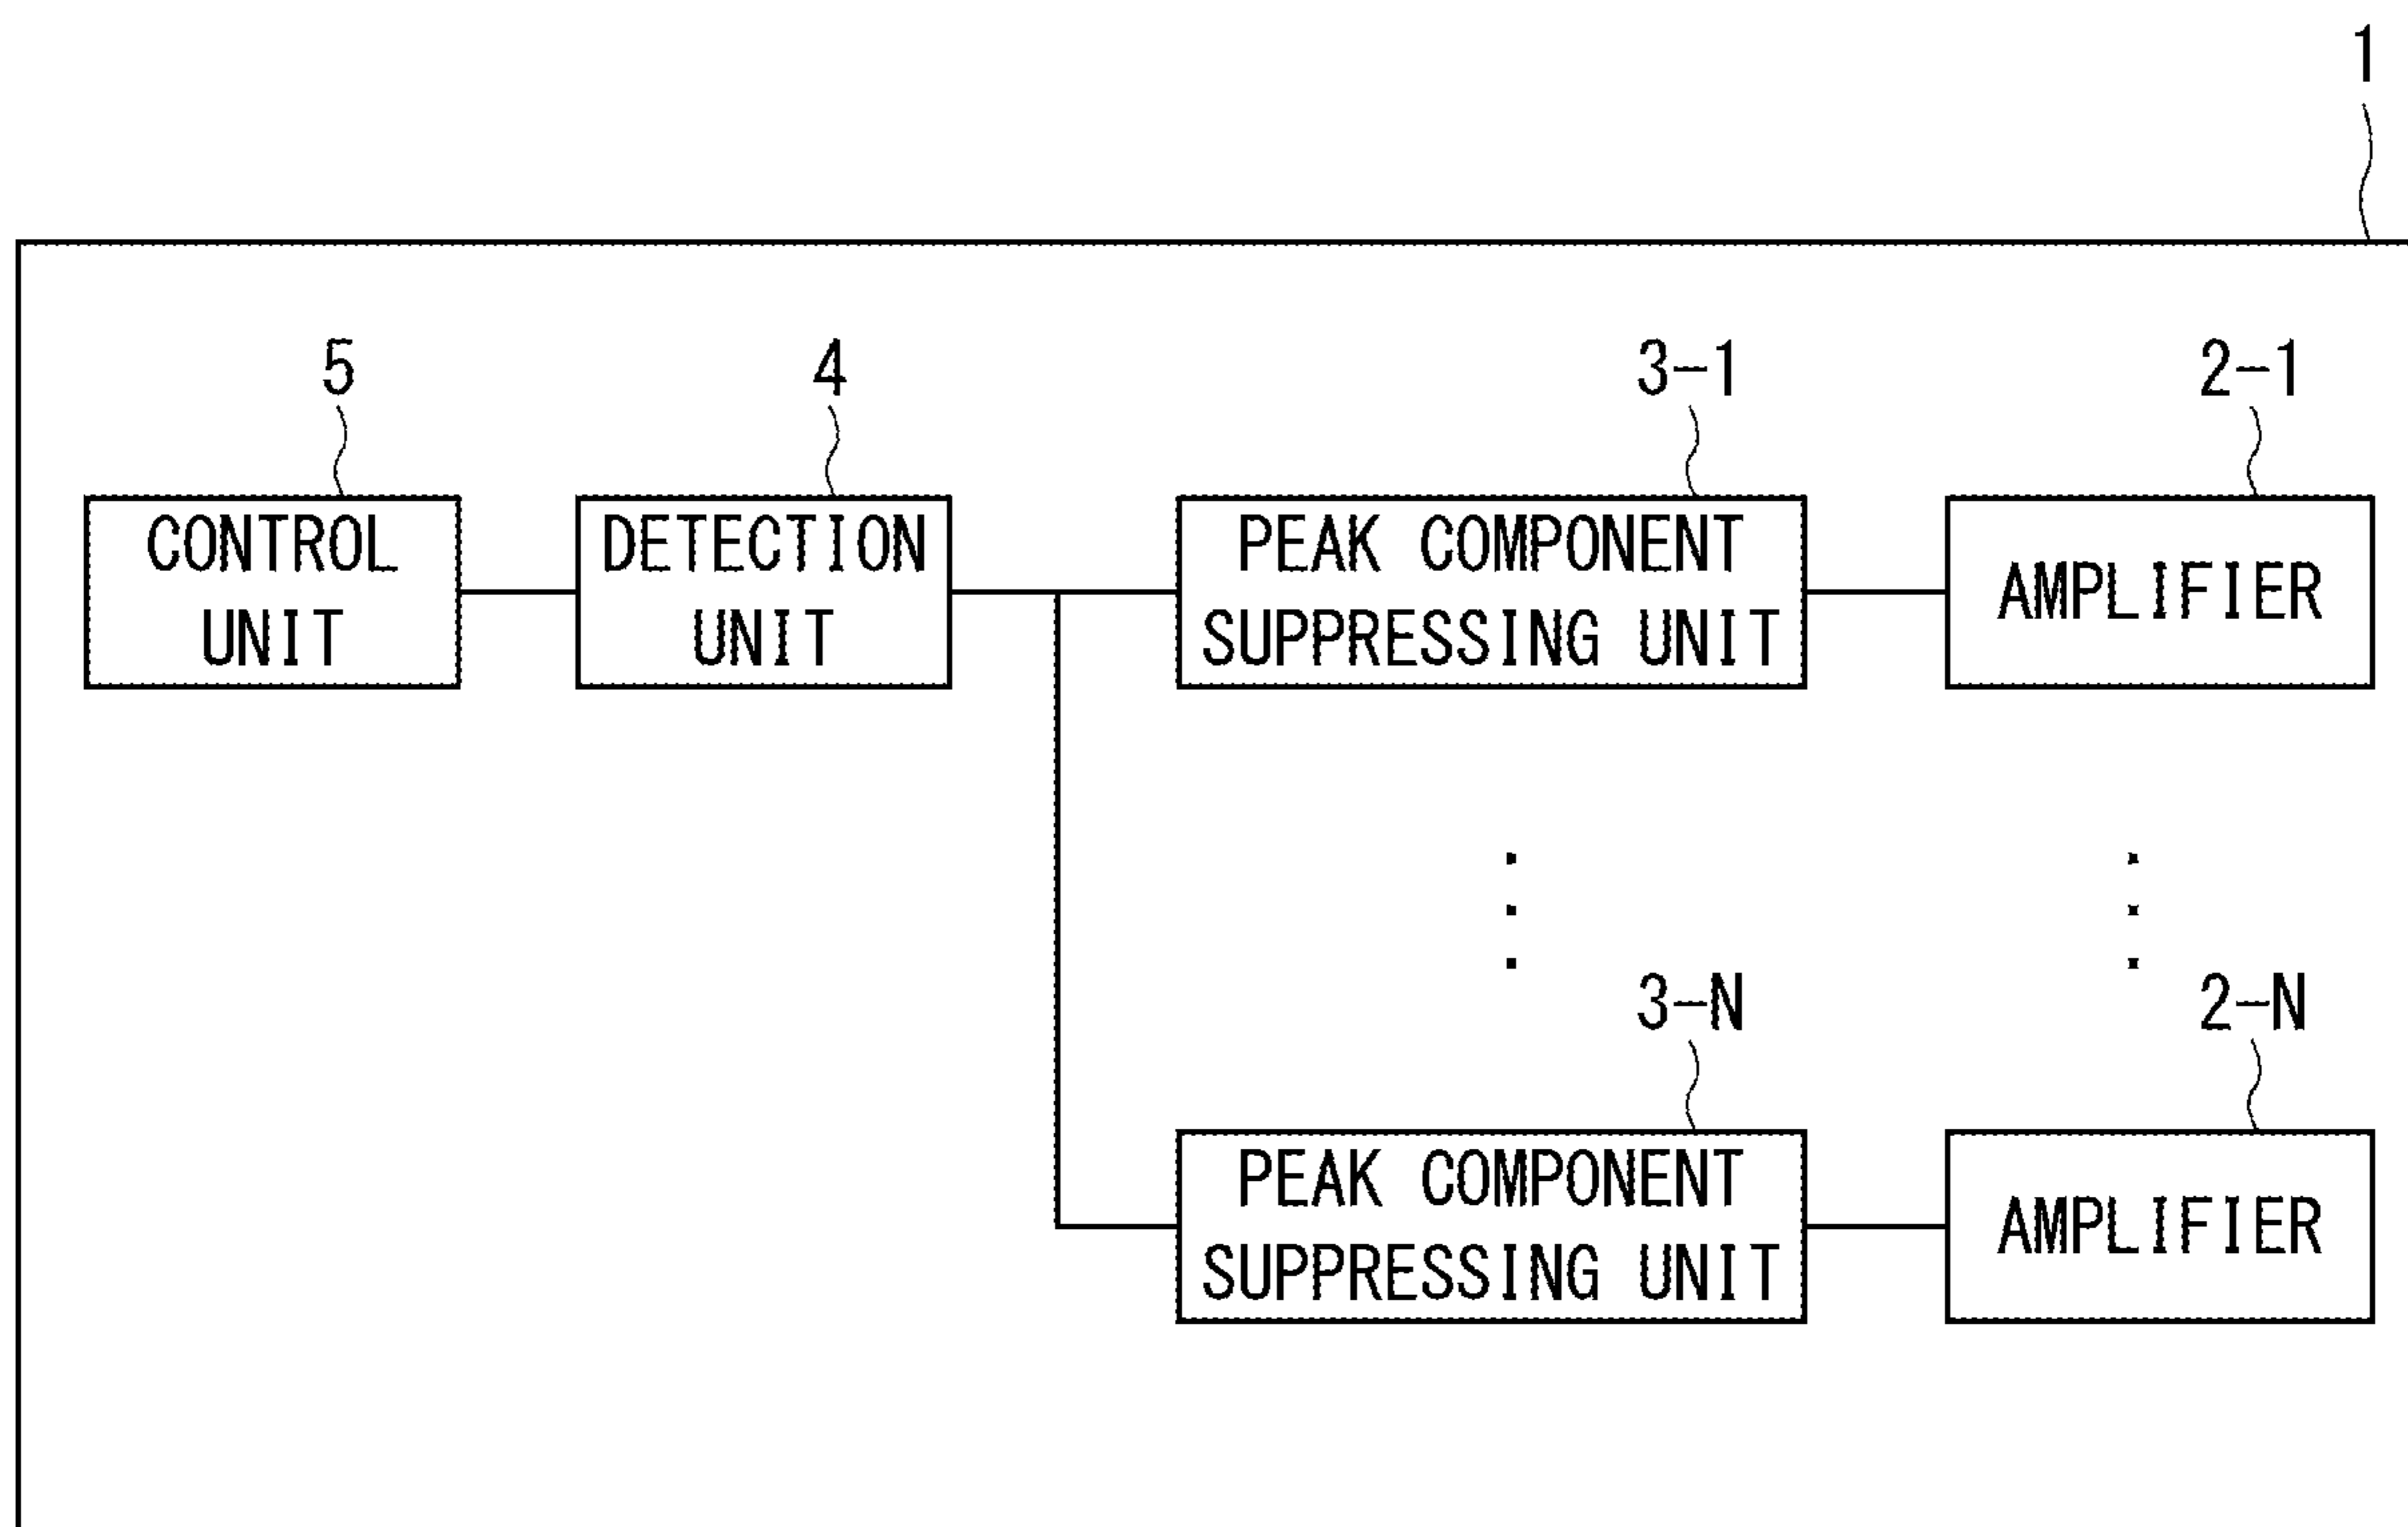 1
5
4
3-1
2-1
CONTROL
UNIT
DETECTION
UNIT
PEAK COMPONENT
SUPPRESSING UNIT
AMPLIFIER
3-N
2-N
PEAK COMPONENT
SUPPRESSING UNIT
AMPLIFIER